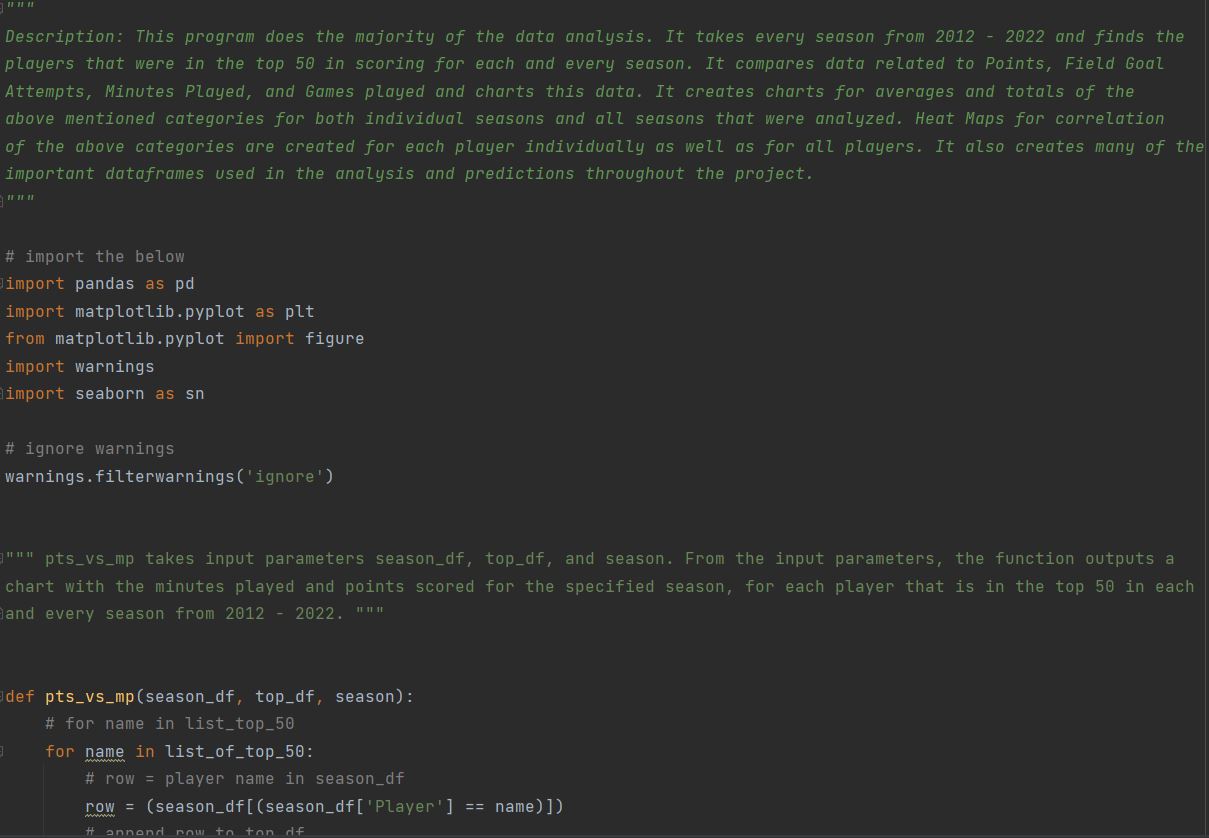 """
Description: This program does the majority of the data analysis. It takes every season from 2012 - 2022 and finds the
players that were in the top 50 in scoring for each and every season. It compares data related to Points, Field Goal
Attempts, Minutes Played, and Games played and charts this data. It creates charts for averages and totals of the
above mentioned categories for both individual seasons and all seasons that were analyzed. Heat Maps for correlation
of the above categories are created for each player individually as well as for all players. It also creates many of the
important dataframes used in the analysis and predictions throughout the project.
"""
# import the below
import pandas as pd
import matplotlib.pyplot as plt
from matplotlib.pyplot import figure
import warnings
import seaborn as sn
# ignore warnings
warnings.filterwarnings('ignore')
""" pts_vs_mp takes input parameters season_df, top_df, and season. From the input parameters, the function outputs a
chart with the minutes played and points scored for the specified season, for each player that is in the top 50 in each
and every season from 2012 - 2022. """
def pts_vs_mp(season_df, top_df, season):
# for name in list_top_50
for name in list_of_top_50:
# row = player name in season_df
row = (season_df[(season_df['Player'] == name)])
# append row to top_df